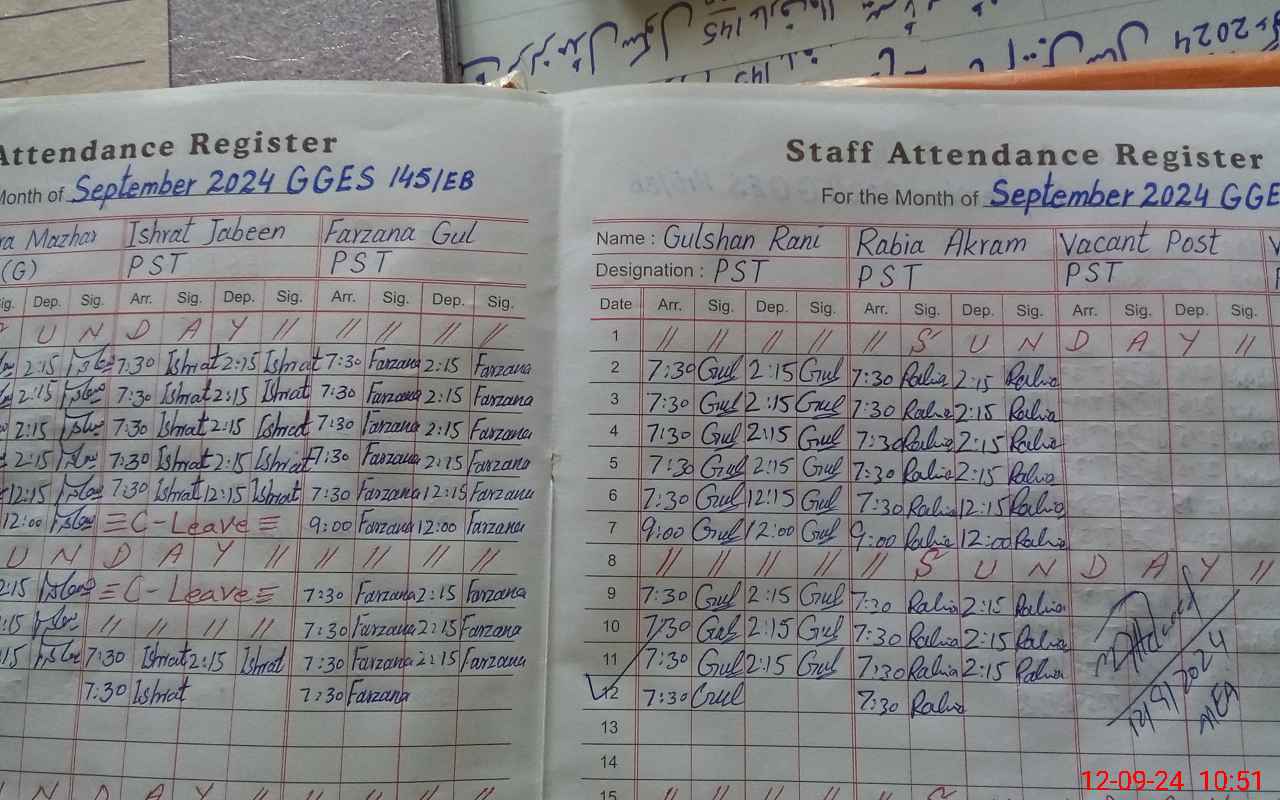 2024
145
145
Attendance Register
Month of September 2024 GGES 145/EB
ra Mazhar Ishrat Jabeen Farzana Gul
(G) PST PST
Sig. Dep. Sig. Arr. Sig. Dep. Sig. Arr. Sig. Dep. Sig.
S U N D A Y // // // // //
2:15 7:30 Ishrat 2:15 Ishrat 7:30 Farzana 2:15 Farzana
2:15 7:30 Ishrat 2:15 Ishrat 7:30 Farzana 2:15 Farzana
2:15 7:30 Ishrat 2:15 Ishrat 7:30 Farzana 2:15 Farzana
2:15 7:30 Ishrat 2:15 Ishrat 7:30 Farzana 2:15 Farzana
12:15 7:30 Ishrat 12:15 Ishrat 7:30 Farzana 12:15 Farzana
12:00 C-Leave 9:00 Farzana 12:00 Farzana
U N D A Y // // // // //
2:15 C-Leave 7:30 Farzana 2:15 Farzana
:15 // // // // 7:30 Farzana 2:15 Farzana
15 7:30 Ishrat 2:15 Ishrat 7:30 Farzana 2:15 Farzana
7:30 Ishrat 7:30 Farzana
N D A Y // // // // //
Staff Attendance Register
For the Month of September 2024 GGE
Name : Gulshan Rani Rabia Akram Vacant Post V
Designation : PST PST PST
Date Arr. Sig. Dep. Sig. Arr. Sig. Dep. Sig. Arr. Sig. Dep. Sig.
1 // // // // // S U N D A Y //
2 7:30 Gul 2:15 Gul 7:30 Rabia 2:15 Rabia
3 7:30 Gul 2:15 Gul 7:30 Rabia 2:15 Rabia
4 7:30 Gul 2:15 Gul 7:30 Rabia 2:15 Rabia
5 7:30 Gul 2:15 Gul 7:30 Rabia 2:15 Rabia
6 7:30 Gul 12:15 Gul 7:30 Rabia 12:15 Rabia
7 9:00 Gul 12:00 Gul 9:00 Rabia 12:00 Rabia
8 // // // // // S U N D A Y //
9 7:30 Gul 2:15 Gul 7:30 Rabia 2:15 Rabia
10 7:30 Gul 2:15 Gul 7:30 Rabia 2:15 Rabia
11 7:30 Gul 2:15 Gul 7:30 Rabia 2:15 Rabia
12 7:30 Gul 7:30 Rabia
12/9/2024
MEA
13
14
15 // // // // // S U N D A Y //
12-09-24 10:51